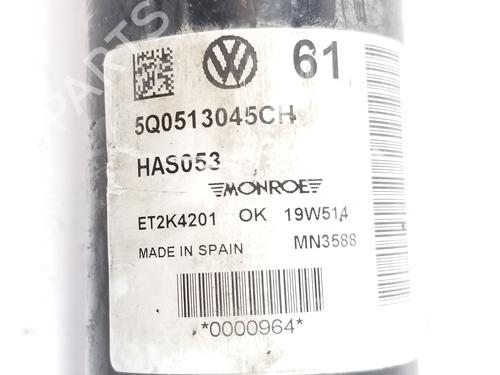 61
5Q0513045CH
HAS053
MONROE
ET2K4201 OK 19W514
MADE IN SPAIN MN3588
*0000964*